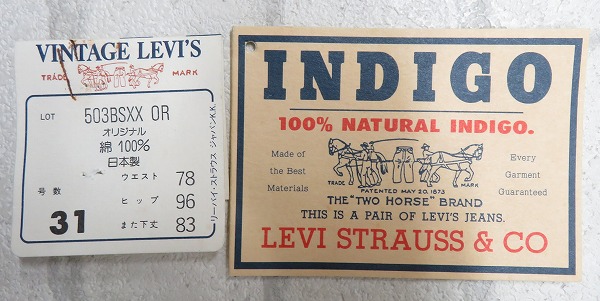 VINTAGE LEVI'S
TRADE MARK
LOT 503BSXX OR
オリジナル
綿 100%
日本製
号数 31
ウエスト 78
ヒップ 96
また下丈 83
リーバイ・ストラウス ジャパンK.K
INDIGO
100% NATURAL INDIGO.
Made of
the Best
Materials
Every
Garment
Guaranteed
TRADE MARK
PATENTED MAY 20, 1873
THE "TWO HORSE" BRAND
THIS IS A PAIR OF LEVI'S JEANS.
LEVI STRAUSS & CO